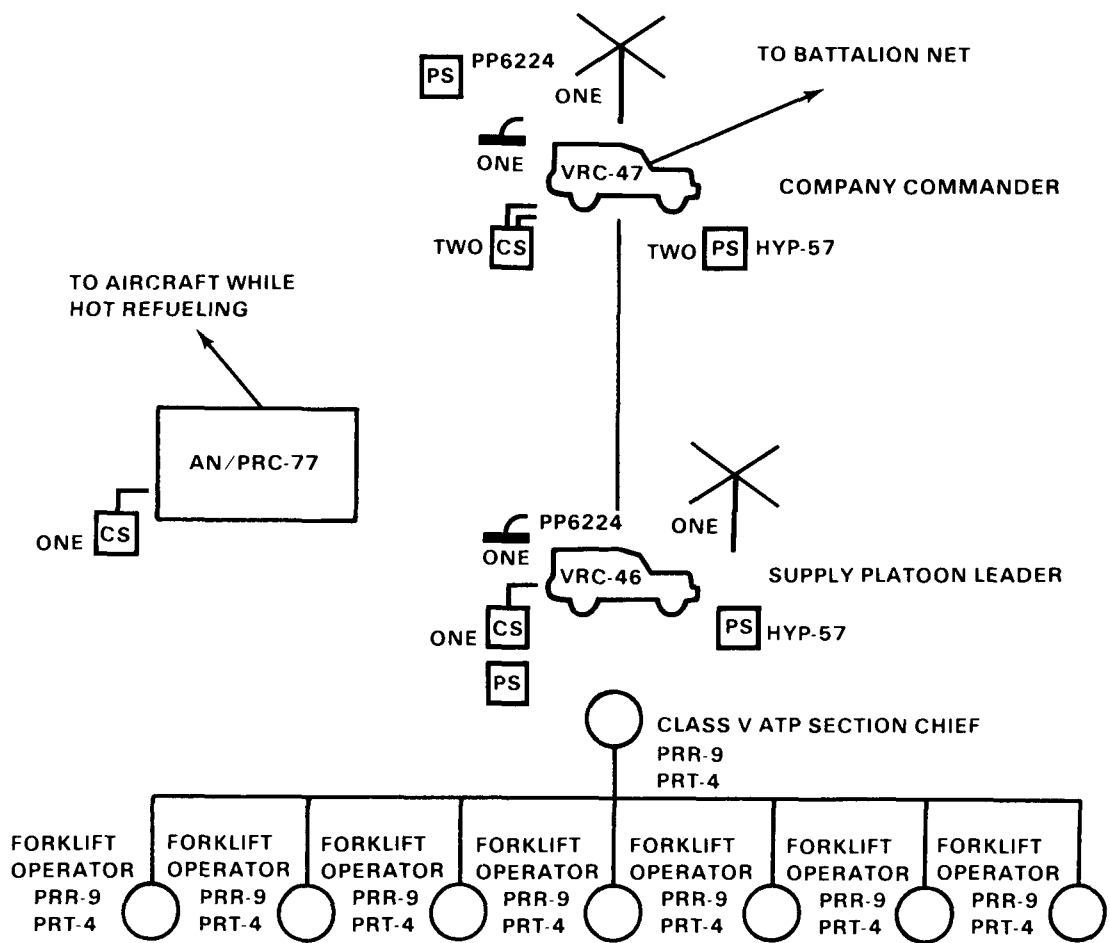 PS PP6224
ONE
TO BATTALION NET
ONE
VRC-47
COMPANY COMMANDER
TWO CS
TWO PS HYP-57
TO AIRCRAFT WHILE
HOT REFUELING
AN/PRC-77
ONE CS
PP6224
ONE
ONE
VRC-46
SUPPLY PLATOON LEADER
ONE CS
PS HYP-57
PS
CLASS V ATP SECTION CHIEF
PRR-9
PRT-4
FORKLIFT
OPERATOR
PRR-9
PRT-4
FORKLIFT
OPERATOR
PRR-9
PRT-4
FORKLIFT
OPERATOR
PRR-9
PRT-4
FORKLIFT
OPERATOR
PRR-9
PRT-4
FORKLIFT
OPERATOR
PRR-9
PRT-4
FORKLIFT
OPERATOR
PRR-9
PRT-4
FORKLIFT
OPERATOR
PRR-9
PRT-4